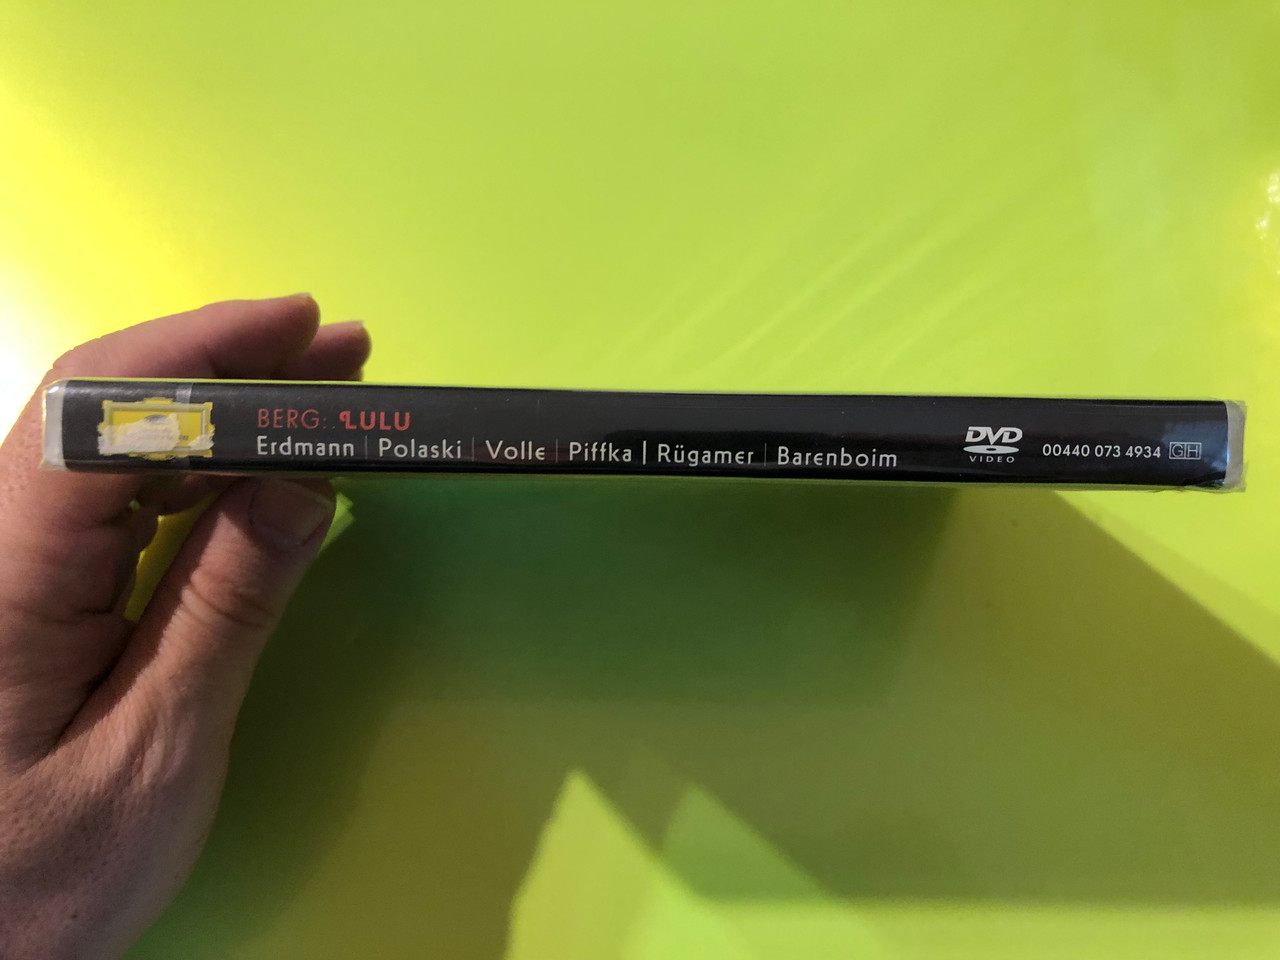 BERG: LULU
Erdmann | Polaski | Volle | Piffka | Rügamer | Barenboim
DVD
VIDEO
00440 073 4934 GH